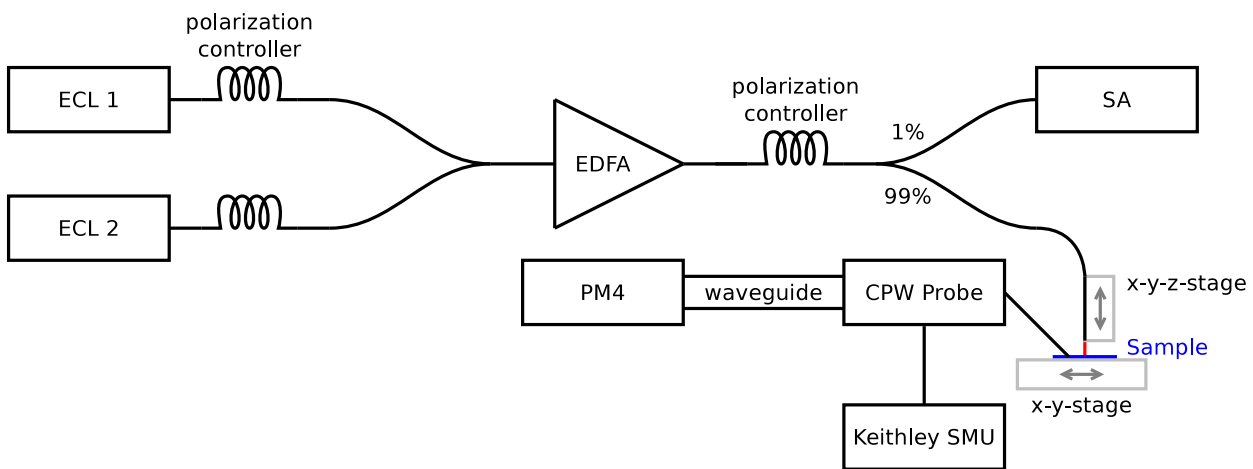 polarization
controller
ECL 1
ECL 2
EDFA
polarization
controller
1%
99%
SA
PM4
waveguide
CPW Probe
x-y-z-stage
Sample
x-y-stage
Keithley SMU